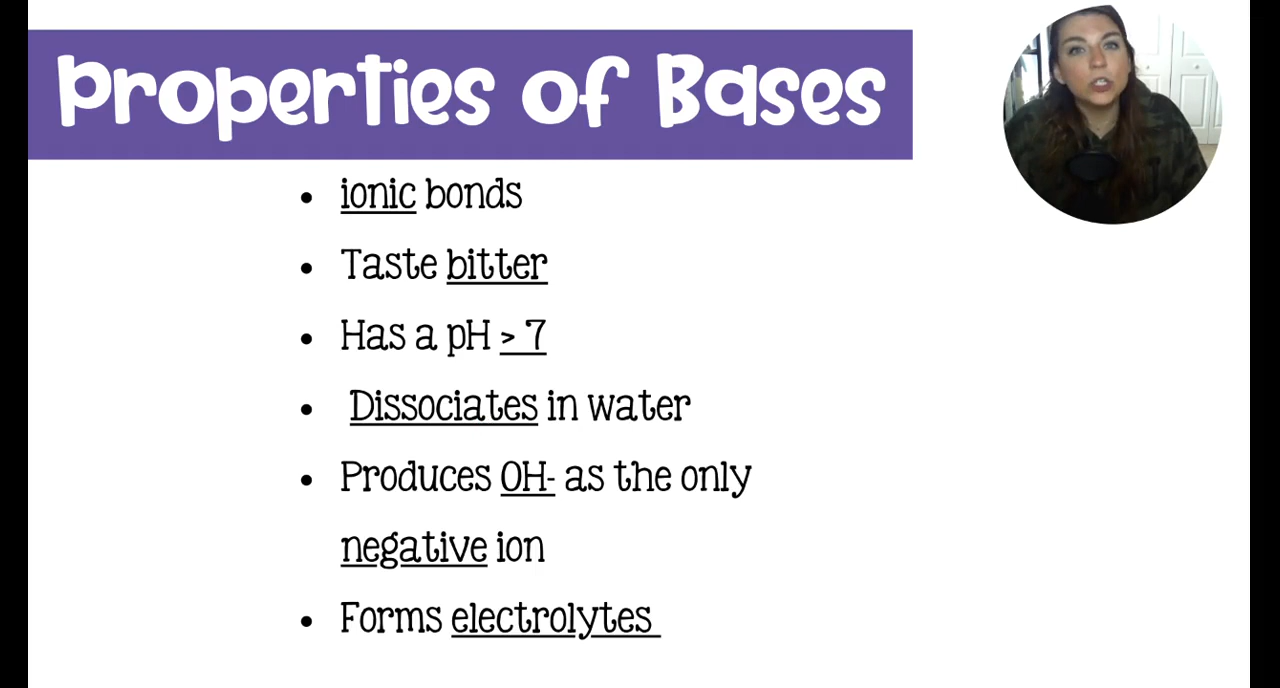 Properties of Bases
• ionic bonds
• Taste bitter
• Has a pH > 7
• Dissociates in water
• Produces OH- as the only
negative ion
• Forms electrolytes